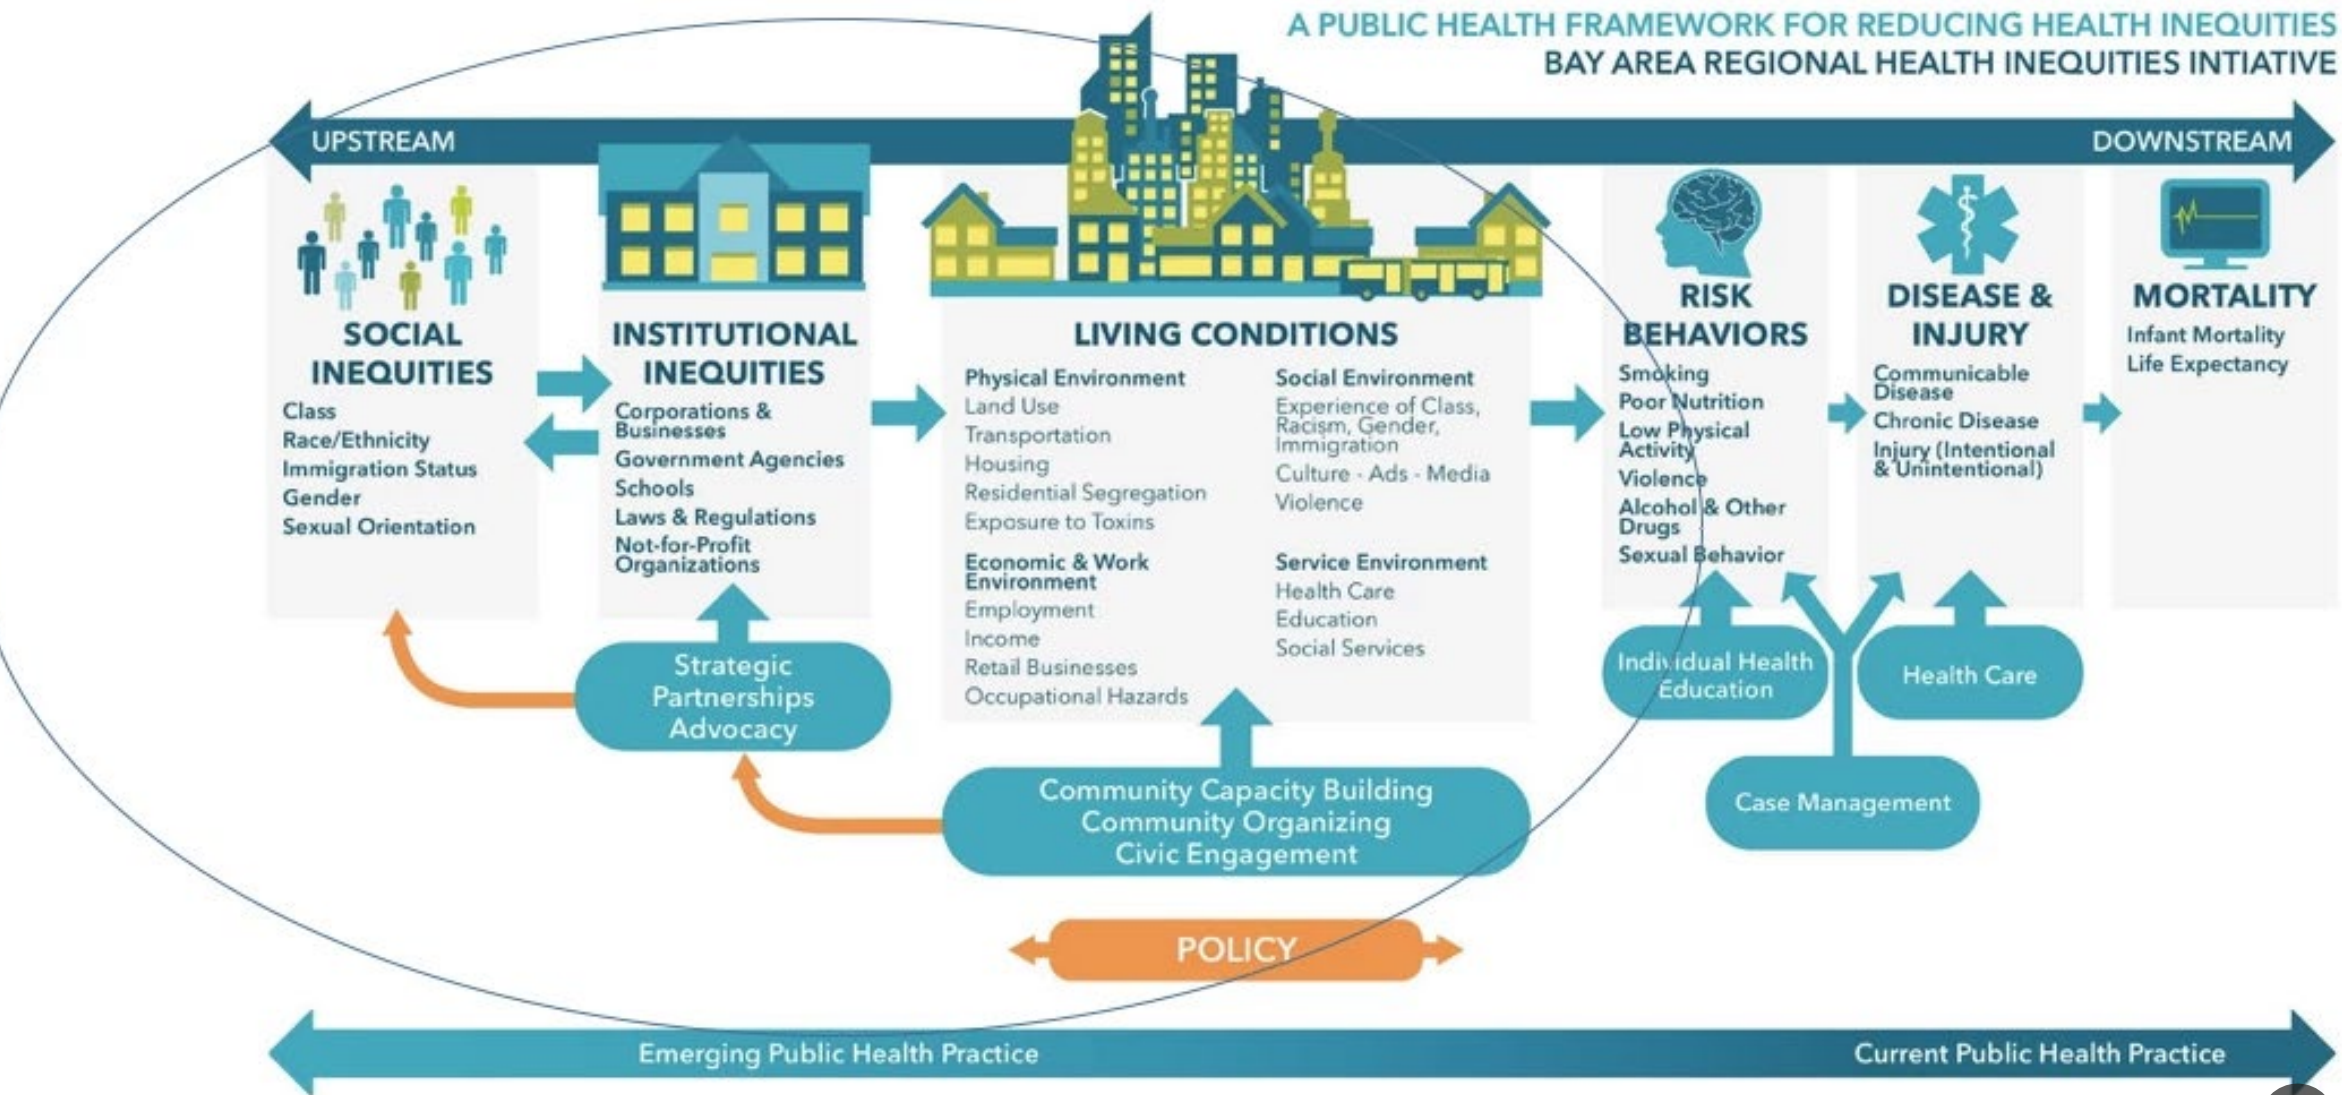 A PUBLIC HEALTH FRAMEWORK FOR REDUCING HEALTH INEQUITIES
BAY AREA REGIONAL HEALTH INEQUITIES INTIATIVE
UPSTREAM
DOWNSTREAM
SOCIAL
INEQUITIES
Class
Race/Ethnicity
Immigration Status
Gender
Sexual Orientation
INSTITUTIONAL
INEQUITIES
Corporations &
Businesses
Government Agencies
Schools
Laws & Regulations
Not-for-Profit
Organizations
Strategic
Partnerships
Advocacy
LIVING CONDITIONS
Physical Environment
Land Use
Transportation
Housing
Residential Segregation
Exposure to Toxins
Economic & Work
Environment
Employment
Income
Retail Businesses
Occupational Hazards
Social Environment
Experience of Class,
Racism, Gender,
Immigration
Culture - Ads - Media
Violence
Service Environment
Health Care
Education
Social Services
Community Capacity Building
Community Organizing
Civic Engagement
RISK
BEHAVIORS
Smoking
Poor Nutrition
Low Physical
Activity
Violence
Alcohol & Other
Drugs
Sexual Behavior
Individual Health
Education
DISEASE &
INJURY
Communicable
Disease
Chronic Disease
Injury (Intentional
& Unintentional)
Health Care
Case Management
MORTALITY
Infant Mortality
Life Expectancy
POLICY
Emerging Public Health Practice
Current Public Health Practice